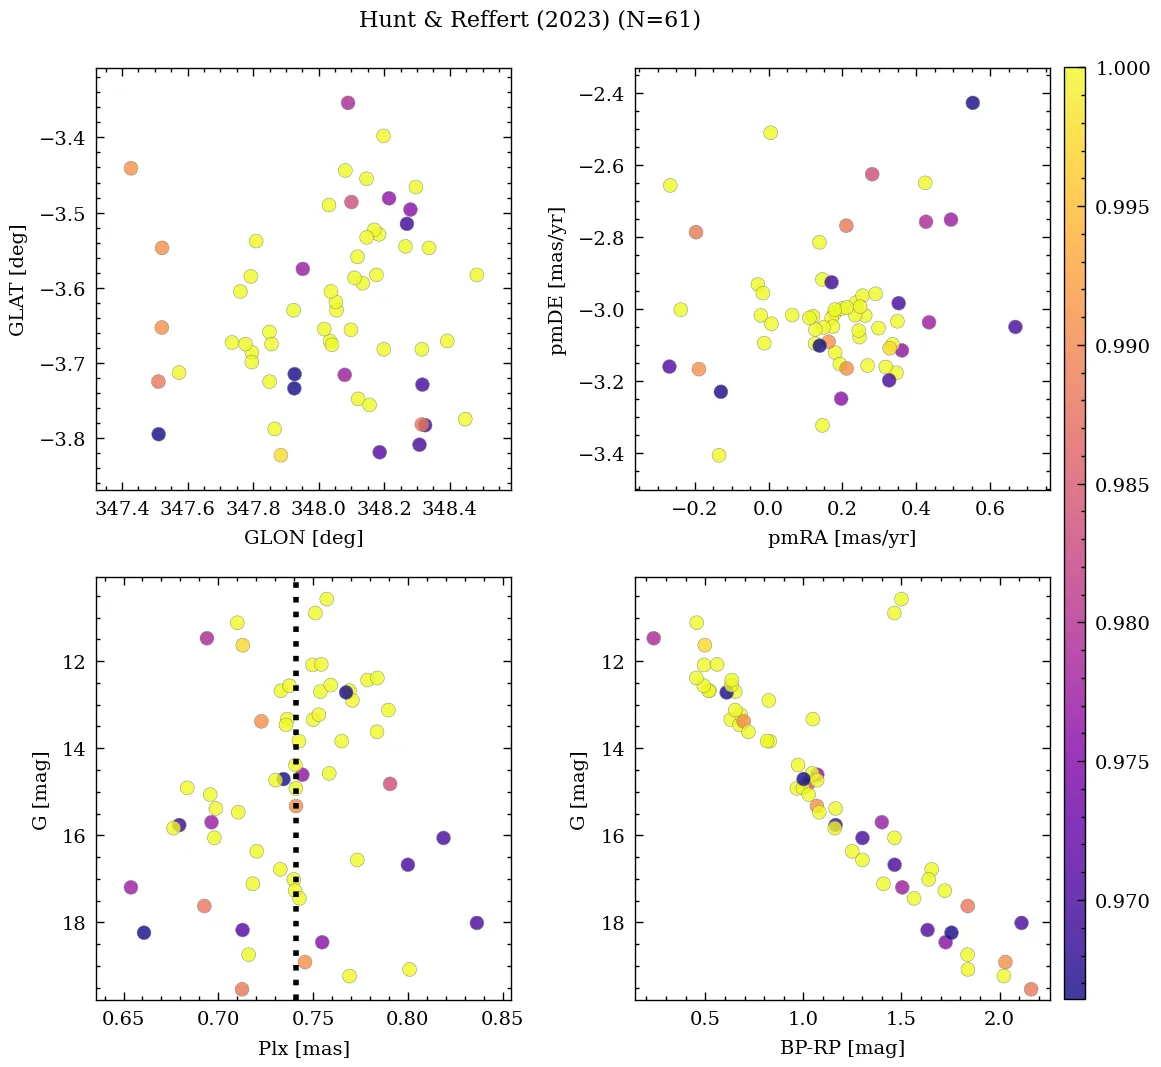 Hunt & Reffert (2023) (N=61)
−3.4
−3.5
−3.6
−3.7
−3.8
GLAT [deg]
347.4 347.6 347.8 348.0 348.2 348.4
GLON [deg]
−2.4
−2.6
−2.8
−3.0
−3.2
−3.4
pmDE [mas/yr]
−0.2 0.0 0.2 0.4 0.6
pmRA [mas/yr]
1.000
0.995
0.990
0.985
0.980
0.975
0.970
12
14
16
18
G [mag]
0.65 0.70 0.75 0.80 0.85
Plx [mas]
12
14
16
18
G [mag]
0.5 1.0 1.5 2.0
BP-RP [mag]